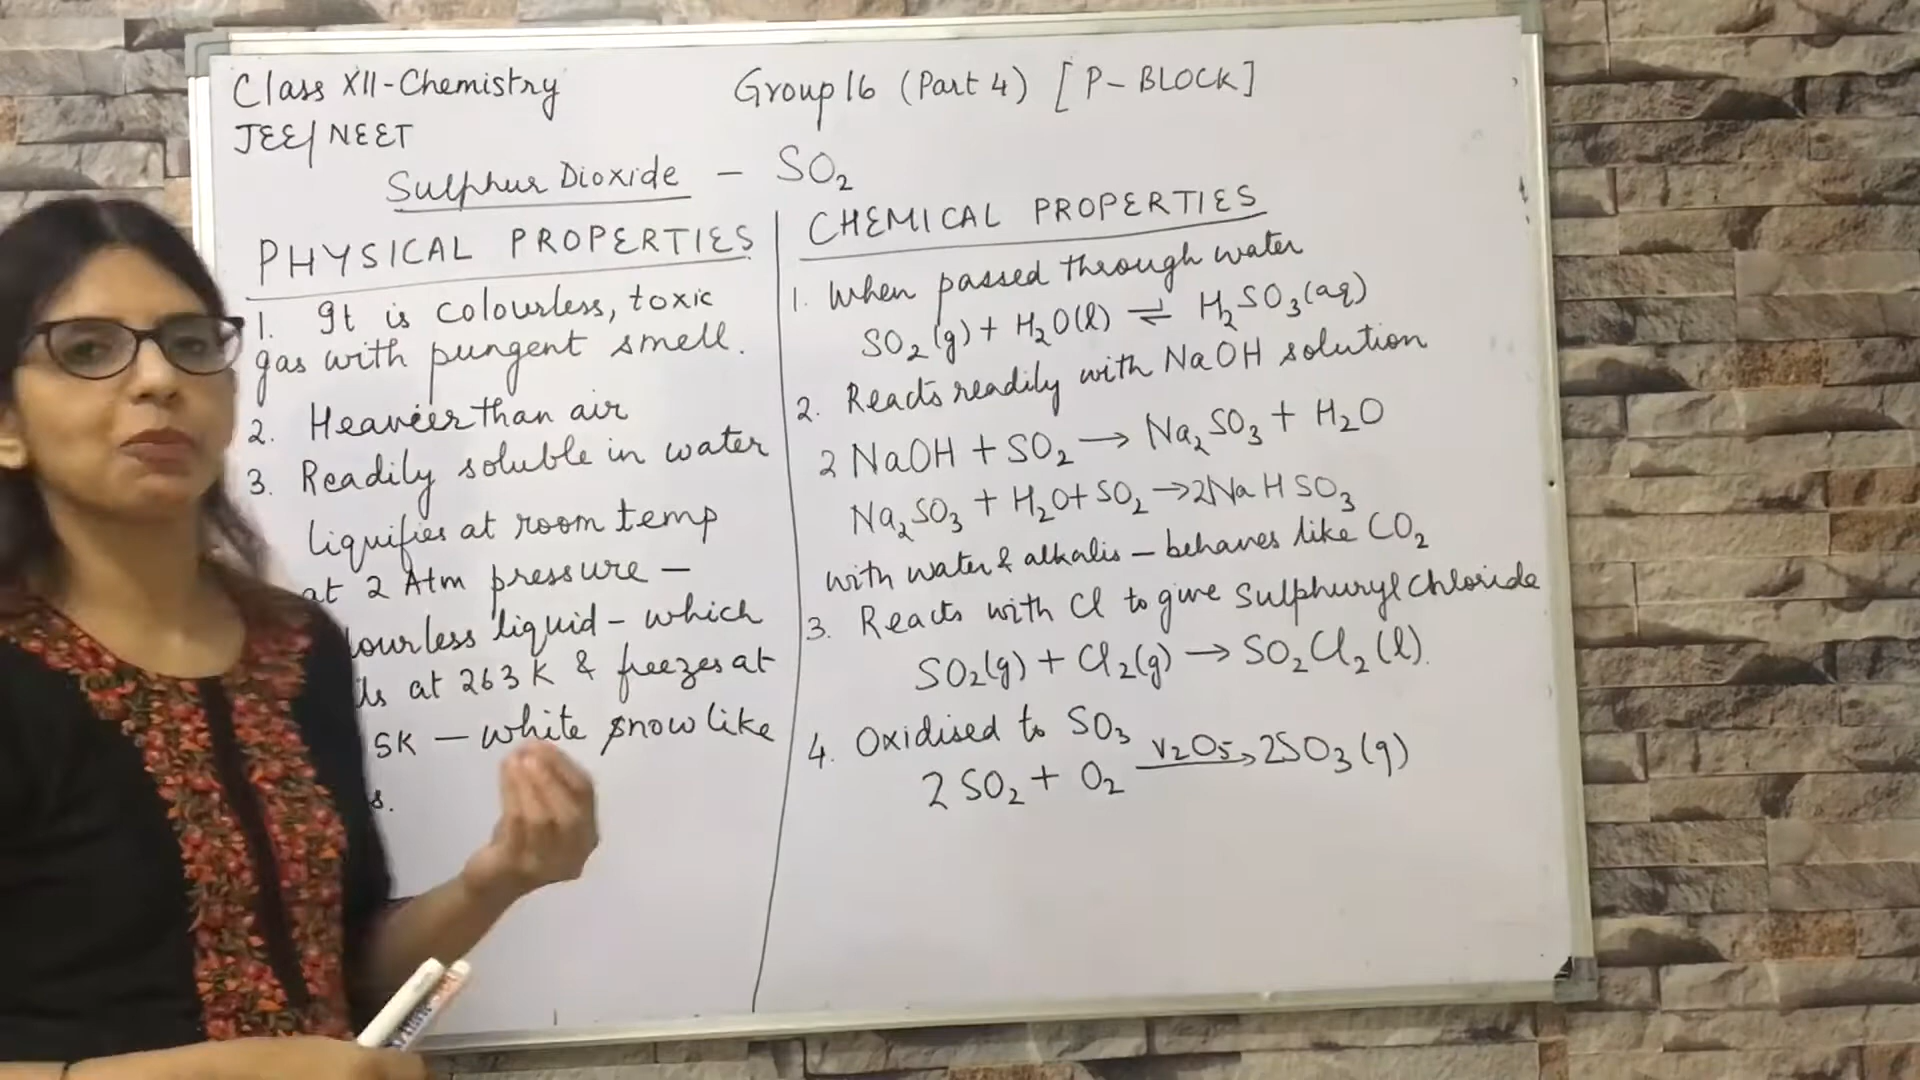 Class XII-Chemistry
Group 16 (Part 4) [P-BLOCK]
JEE/NEET
Sulphur Dioxide - SO₂
PHYSICAL PROPERTIES
1. It is colourless, toxic
gas with pungent smell.
2. Heavier than air
3. Readily soluble in water
liquifies at room temp
at 2 Atm pressure -
liquid - which
at 263 K & freezes at
- white snow like
CHEMICAL PROPERTIES
1. When passed through water
SO₂(g) + H₂O(l) ⇌ H₂SO₃(aq)
2. Reacts readily with NaOH solution
2 NaOH + SO₂ → Na₂SO₃ + H₂O
Na₂SO₃ + H₂O + SO₂ → 2NaHSO₃
with water & alkalis - behaves like CO₂
3. Reacts with Cl to give Sulphuryl Chloride
SO₂(g) + Cl₂(g) → SO₂Cl₂(l).
4. Oxidised to SO₃
2 SO₂ + O₂ —V₂O₅→ 2SO₃(g)